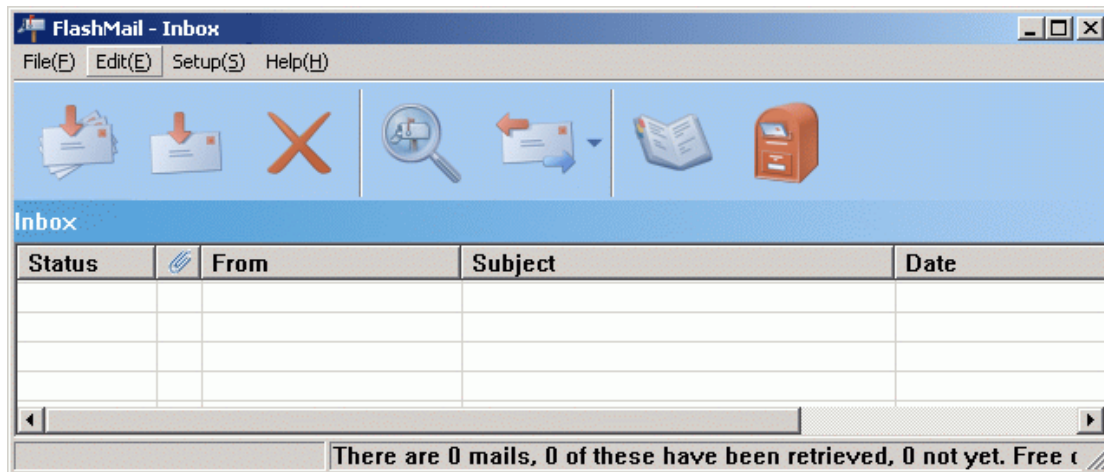 FlashMail - Inbox
File(F) Edit(E) Setup(S) Help(H)
Inbox
Status From Subject Date
There are 0 mails, 0 of these have been retrieved, 0 not yet. Free